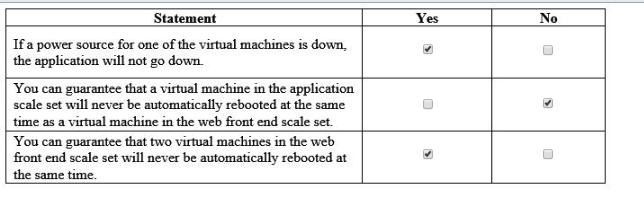 Statement Yes No
If a power source for one of the virtual machines is down,
the application will not go down.
You can guarantee that a virtual machine in the application
scale set will never be automatically rebooted at the same
time as a virtual machine in the web front end scale set.
You can guarantee that two virtual machines in the web
front end scale set will never be automatically rebooted at
the same time.